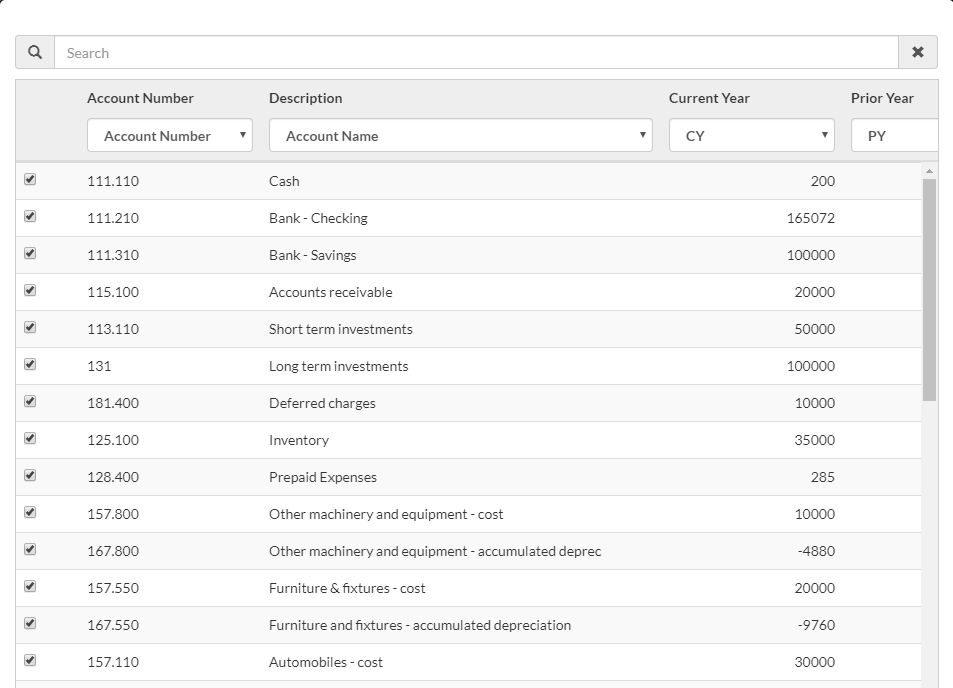 Search
Account Number Description Current Year Prior Year
Account Number Account Name CY PY
111.110 Cash 200
111.210 Bank - Checking 165072
111.310 Bank - Savings 100000
115.100 Accounts receivable 20000
113.110 Short term investments 50000
131 Long term investments 100000
181.400 Deferred charges 10000
125.100 Inventory 35000
128.400 Prepaid Expenses 285
157.800 Other machinery and equipment - cost 10000
167.800 Other machinery and equipment - accumulated deprec -4880
157.550 Furniture & fixtures - cost 20000
167.550 Furniture and fixtures - accumulated depreciation -9760
157.110 Automobiles - cost 30000